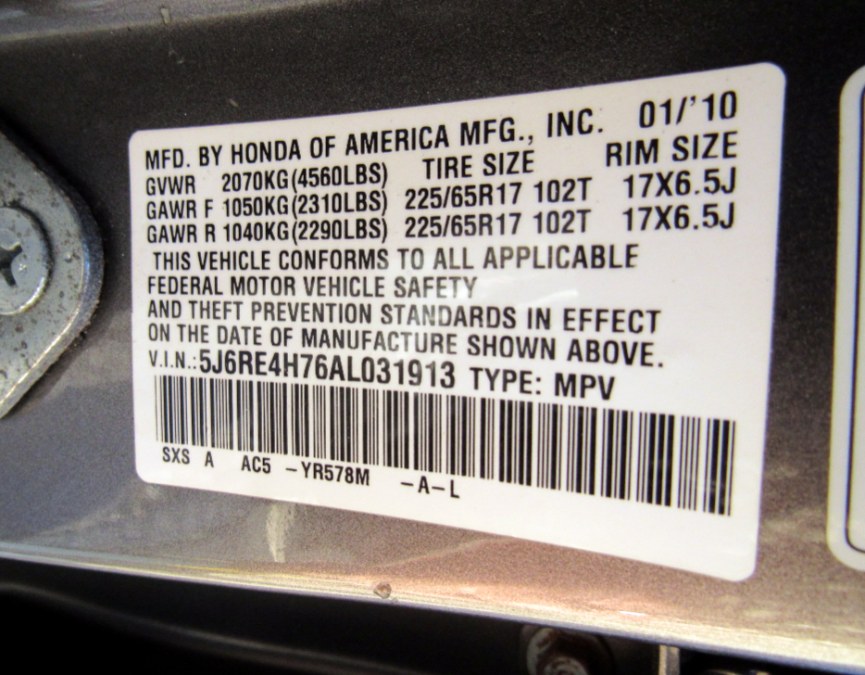 MFD. BY HONDA OF AMERICA MFG., INC. 01/'10
GVWR 2070KG(4560LBS) TIRE SIZE RIM SIZE
GAWR F 1050KG(2310LBS) 225/65R17 102T 17X6.5J
GAWR R 1040KG(2290LBS) 225/65R17 102T 17X6.5J
THIS VEHICLE CONFORMS TO ALL APPLICABLE
FEDERAL MOTOR VEHICLE SAFETY
AND THEFT PREVENTION STANDARDS IN EFFECT
ON THE DATE OF MANUFACTURE SHOWN ABOVE.
V.I.N.:5J6RE4H76AL031913 TYPE: MPV
SXS A AC5 -YR578M -A-L